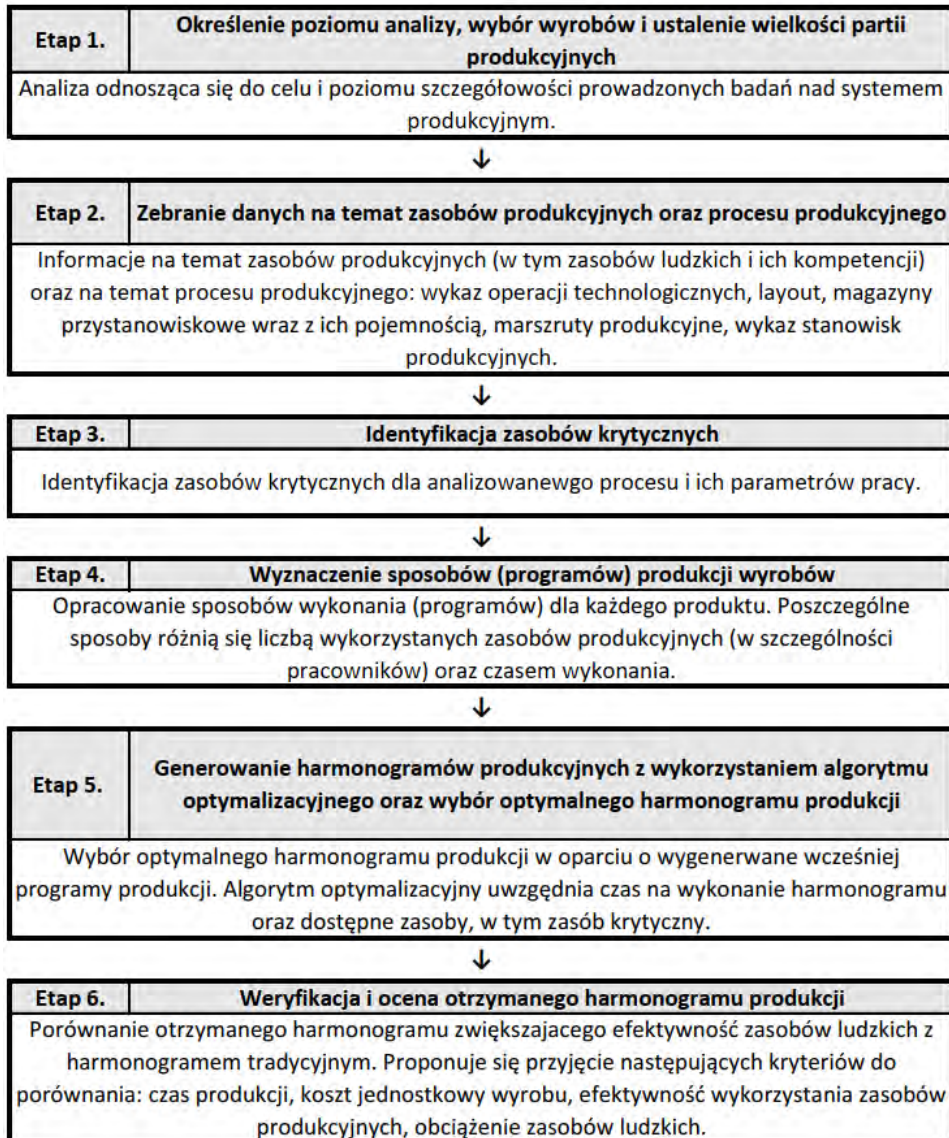 Etap 1.
Określenie poziomu analizy, wybór wyrobów i ustalenie wielkości partii
produkcyjnych
Analiza odnosząca się do celu i poziomu szczegółowości prowadzonych badań nad systemem
produkcyjnym.
↓
Etap 2.
Zebranie danych na temat zasobów produkcyjnych oraz procesu produkcyjnego
Informacje na temat zasobów produkcyjnych (w tym zasobów ludzkich i ich kompetencji)
oraz na temat procesu produkcyjnego: wykaz operacji technologicznych, layout, magazyny
przystanowiskowe wraz z ich pojemnością, marszruty produkcyjne, wykaz stanowisk
produkcyjnych.
↓
Etap 3.
Identyfikacja zasobów krytycznych
Identyfikacja zasobów krytycznych dla analizowanewgo procesu i ich parametrów pracy.
↓
Etap 4.
Wyznaczenie sposobów (programów) produkcji wyrobów
Opracowanie sposobów wykonania (programów) dla każdego produktu. Poszczególne
sposoby różnią się liczbą wykorzystanych zasobów produkcyjnych (w szczególności
pracowników) oraz czasem wykonania.
↓
Etap 5.
Generowanie harmonogramów produkcyjnych z wykorzystaniem algorytmu
optymalizacyjnego oraz wybór optymalnego harmonogramu produkcji
Wybór optymalnego harmonogramu produkcji w oparciu o wygenerwane wcześniej
programy produkcji. Algorytm optymalizacyjny uwzgędnia czas na wykonanie harmonogramu
oraz dostępne zasoby, w tym zasób krytyczny.
↓
Etap 6.
Weryfikacja i ocena otrzymanego harmonogramu produkcji
Porównanie otrzymanego harmonogramu zwiększajacego efektywność zasobów ludzkich z
harmonogramem tradycyjnym. Proponuje się przyjęcie następujących kryteriów do
porównania: czas produkcji, koszt jednostkowy wyrobu, efektywność wykorzystania zasobów
produkcyjnych, obciążenie zasobów ludzkich.